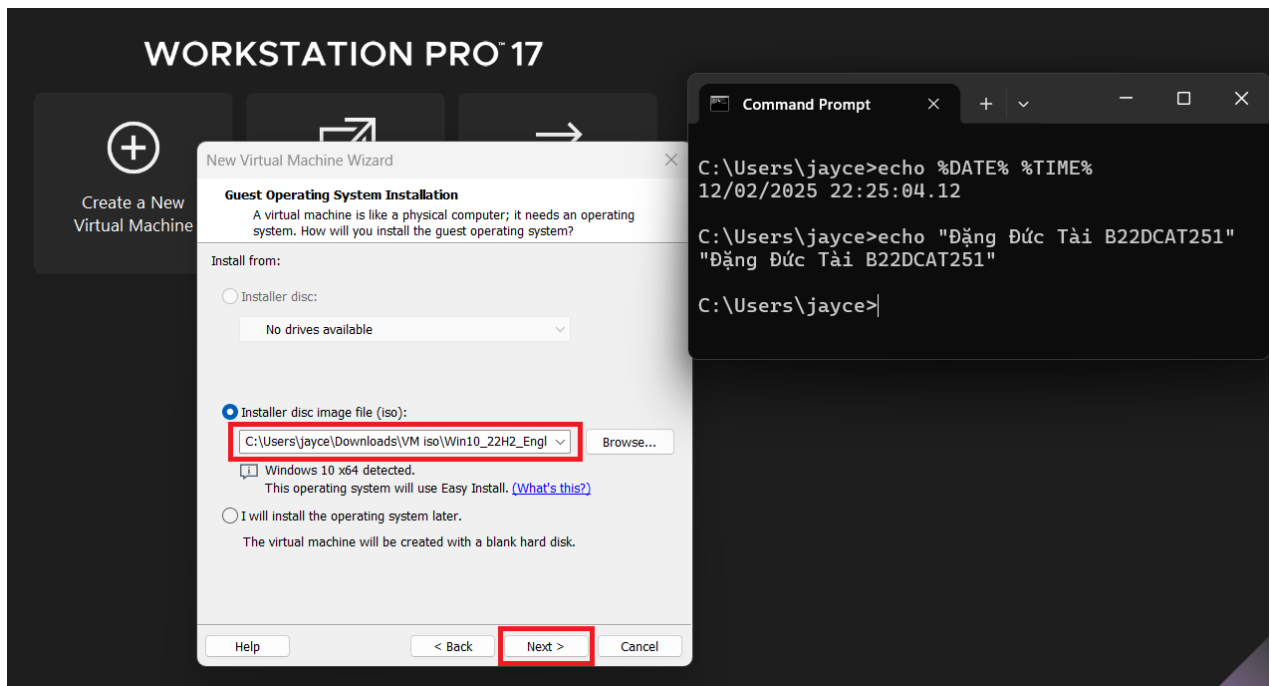 WORKSTATION PRO™ 17
Create a New
Virtual Machine
New Virtual Machine Wizard
Guest Operating System Installation
A virtual machine is like a physical computer; it needs an operating
system. How will you install the guest operating system?
Install from:
Installer disc:
No drives available
Installer disc image file (iso):
C:\Users\jayce\Downloads\VM iso\Win10_22H2_Engl
Browse...
Windows 10 x64 detected.
This operating system will use Easy Install. (What's this?)
I will install the operating system later.
The virtual machine will be created with a blank hard disk.
Help
< Back
Next >
Cancel
Command Prompt
C:\Users\jayce>echo %DATE% %TIME%
12/02/2025 22:25:04.12
C:\Users\jayce>echo "Đặng Đức Tài B22DCAT251"
"Đặng Đức Tài B22DCAT251"
C:\Users\jayce>